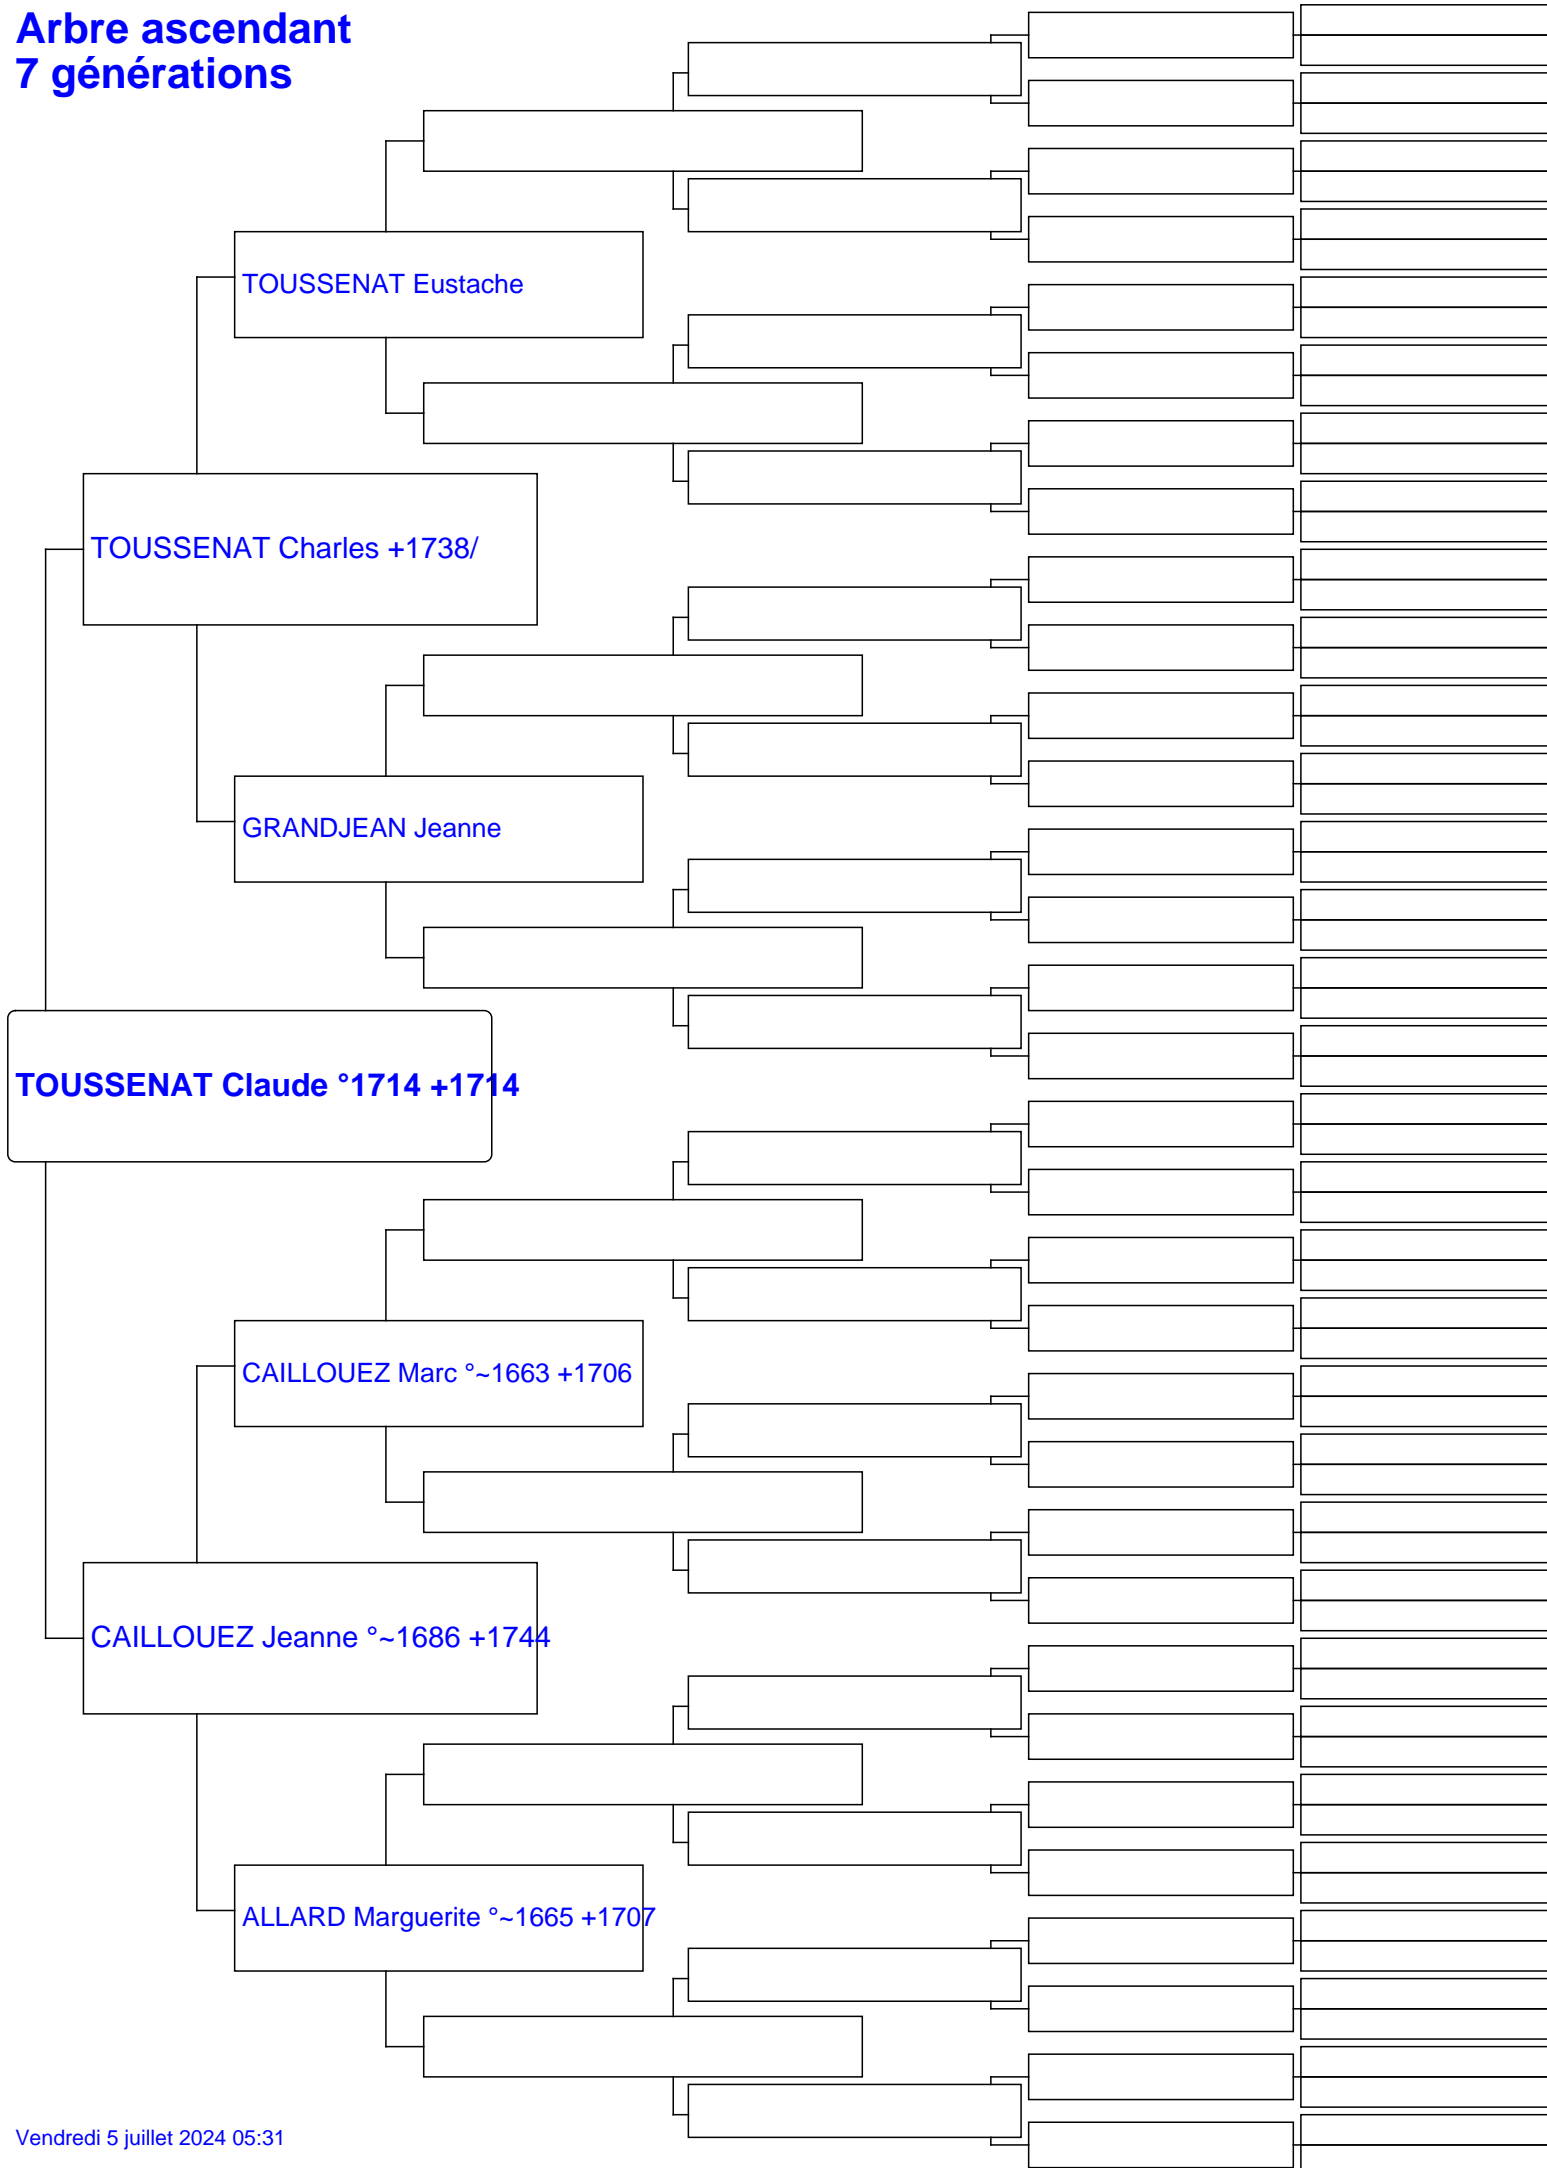 Arbre ascendant
7 générations
TOUSSENAT Eustache
TOUSSENAT Charles +1738/
GRANDJEAN Jeanne
TOUSSENAT Claude °1714 +1714
CAILLOUEZ Marc °~1663 +1706
CAILLOUEZ Jeanne °~1686 +1744
ALLARD Marguerite °~1665 +1707
Vendredi 5 juillet 2024 05:31